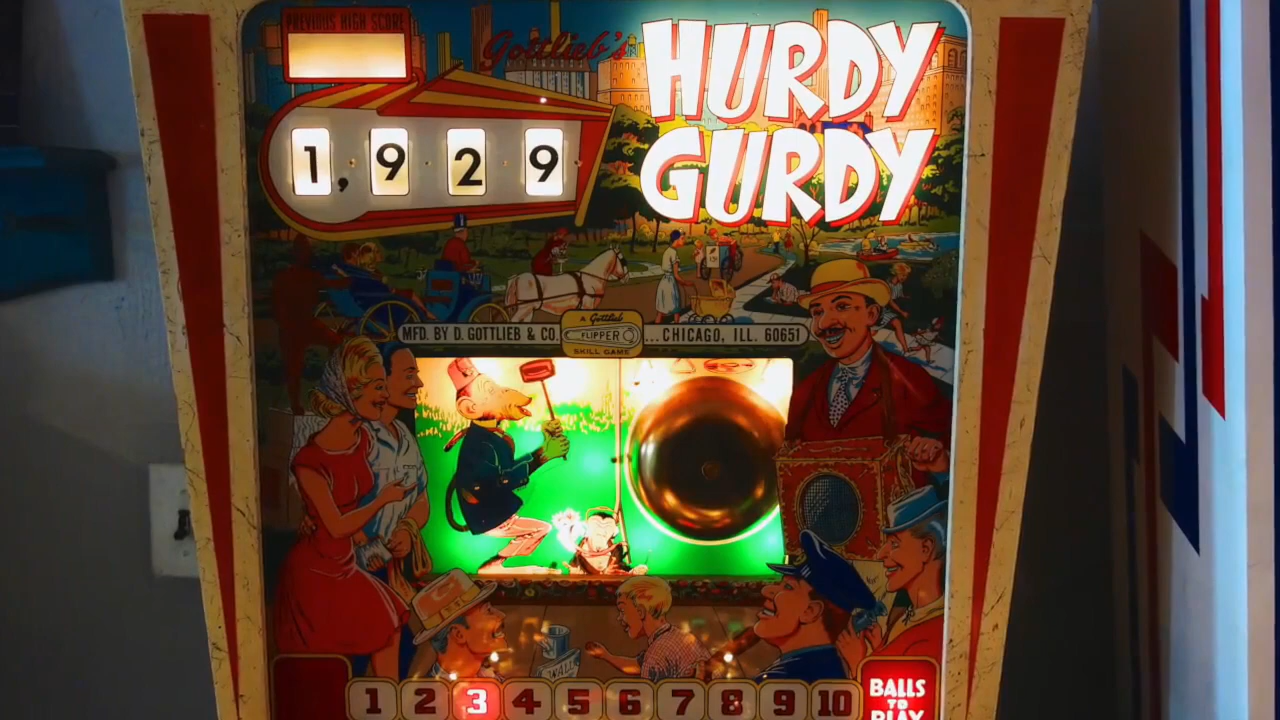 PREVIOUS HIGH SCORE
Gottlieb's
HURDY
GURDY
1,929
A Gottlieb
MFD. BY D. GOTTLIEB & CO. FLIPPER ...CHICAGO, ILL. 60651
SKILL GAME
WALL
1 2 3 4 5 6 7 8 9 10
BALLS
TO
PLAY